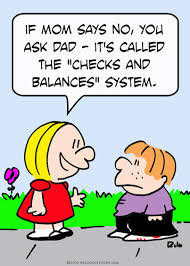 IF MOM SAYS NO, YOU
ASK DAD – IT'S CALLED
THE "CHECKS AND
BALANCES" SYSTEM.